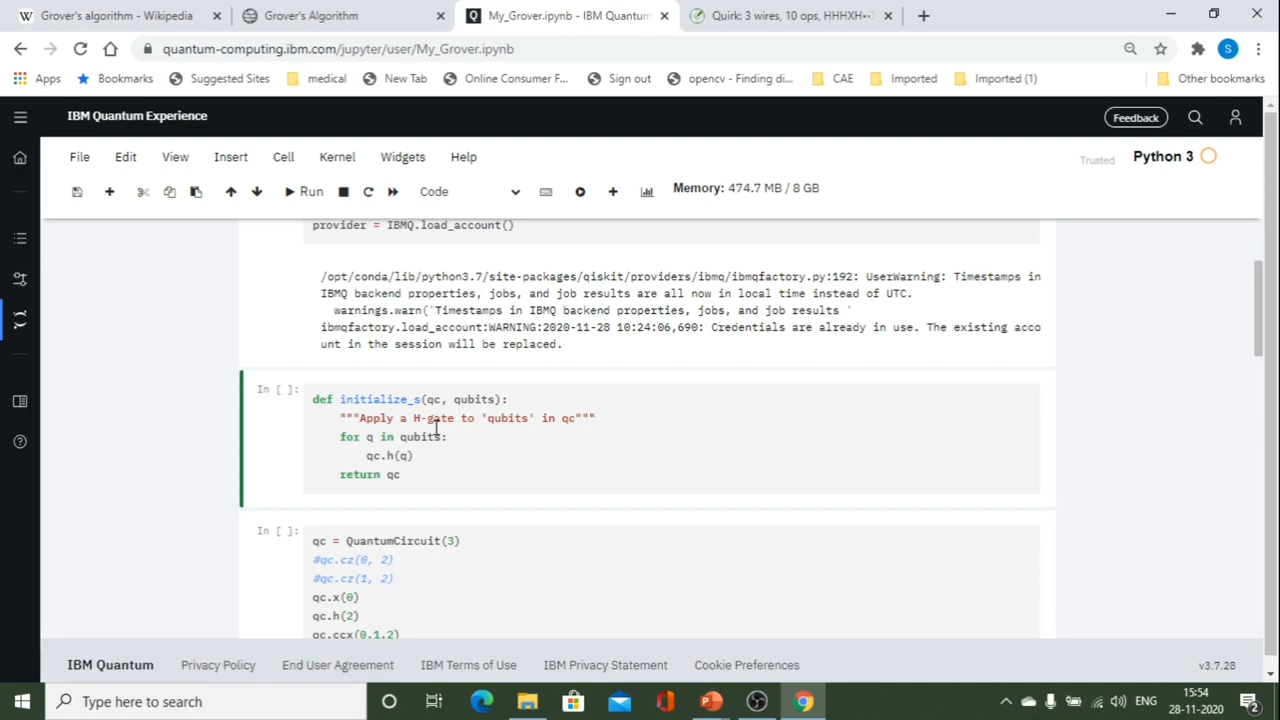 Grover's algorithm - Wikipedia
Grover's Algorithm
My_Grover.ipynb - IBM Quantum
Quirk: 3 wires, 10 ops, HHHXH
quantum-computing.ibm.com/jupyter/user/My_Grover.ipynb
S
Apps
Bookmarks
Suggested Sites
medical
New Tab
Online Consumer F...
Sign out
opencv - Finding di...
CAE
Imported
Imported (1)
Other bookmarks
IBM Quantum Experience
Feedback
File Edit View Insert Cell Kernel Widgets Help
Trusted
Python 3
Run
Code
Memory: 474.7 MB / 8 GB
provider = IBMQ.load_account()
/opt/conda/lib/python3.7/site-packages/qiskit/providers/ibmq/ibmqfactory.py:192: UserWarning: Timestamps in
IBMQ backend properties, jobs, and job results are all now in local time instead of UTC.
warnings.warn('Timestamps in IBMQ backend properties, jobs, and job results '
ibmqfactory.load_account:WARNING:2020-11-28 10:24:06,690: Credentials are already in use. The existing acco
unt in the session will be replaced.
In [ ]:
def initialize_s(qc, qubits):
"""Apply a H-gate to 'qubits' in qc"""
for q in qubits:
qc.h(q)
return qc
In [ ]:
qc = QuantumCircuit(3)
#qc.cz(0, 2)
#qc.cz(1, 2)
qc.x(0)
qc.h(2)
qc.ccx(0,1,2)
IBM Quantum
Privacy Policy
End User Agreement
IBM Terms of Use
IBM Privacy Statement
Cookie Preferences
v3.7.28
Type here to search
ENG
15:54
28-11-2020
2